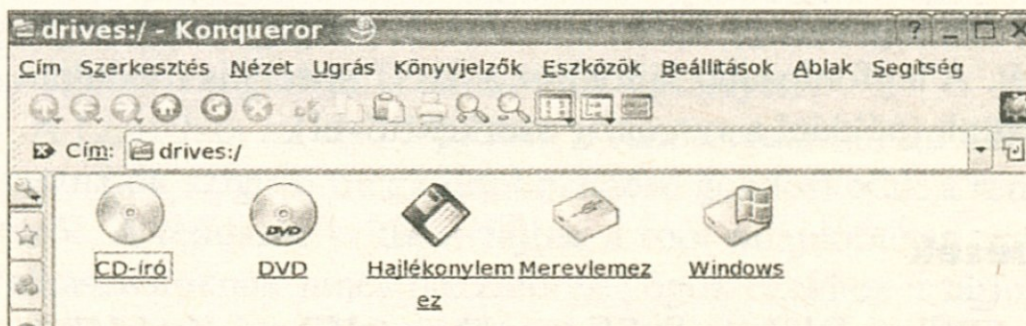 drives:/ - Konqueror
Cím Szerkesztés Nézet Ugrás Könyvjelzők Eszközök Beállítások Ablak Segítség
Cím: drives:/
DVD
CD-író DVD Hajlékonylem Merevlemez Windows
ez